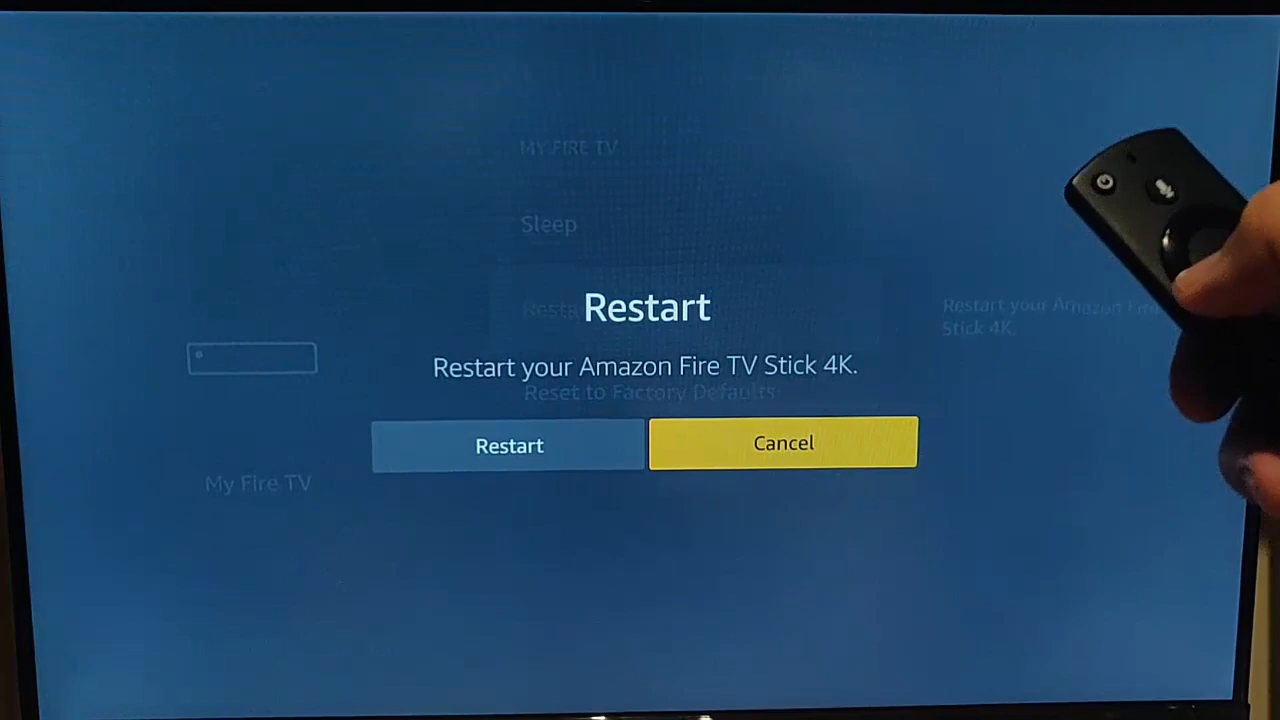 MY FIRE TV
Sleep
Restart
Restart your Amazon Fire
Stick 4K.
Restart your Amazon Fire TV Stick 4K.
Reset to Factory Defaults
Restart
Cancel
My Fire TV